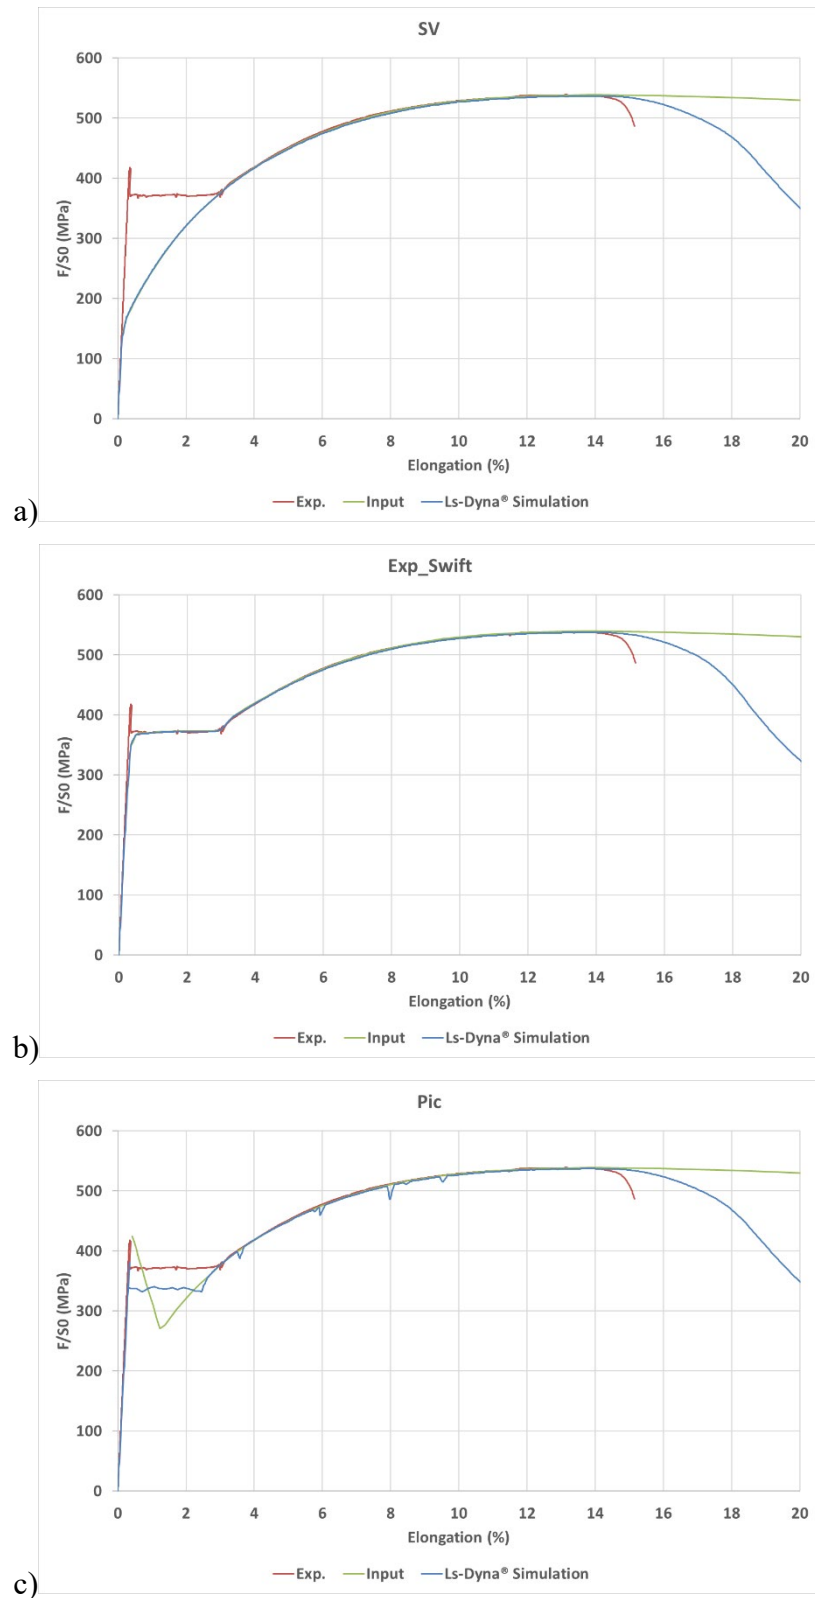 SV
600
500
400
300
200
100
0
F/S0 (MPa)
0 2 4 6 8 10 12 14 16 18 20
Elongation (%)
Exp. Input Ls-Dyna® Simulation
a)
Exp_Swift
600
500
400
300
200
100
0
F/S0 (MPa)
0 2 4 6 8 10 12 14 16 18 20
Elongation (%)
Exp. Input Ls-Dyna® Simulation
b)
Pic
600
500
400
300
200
100
0
F/S0 (MPa)
0 2 4 6 8 10 12 14 16 18 20
Elongation (%)
Exp. Input Ls-Dyna® Simulation
c)